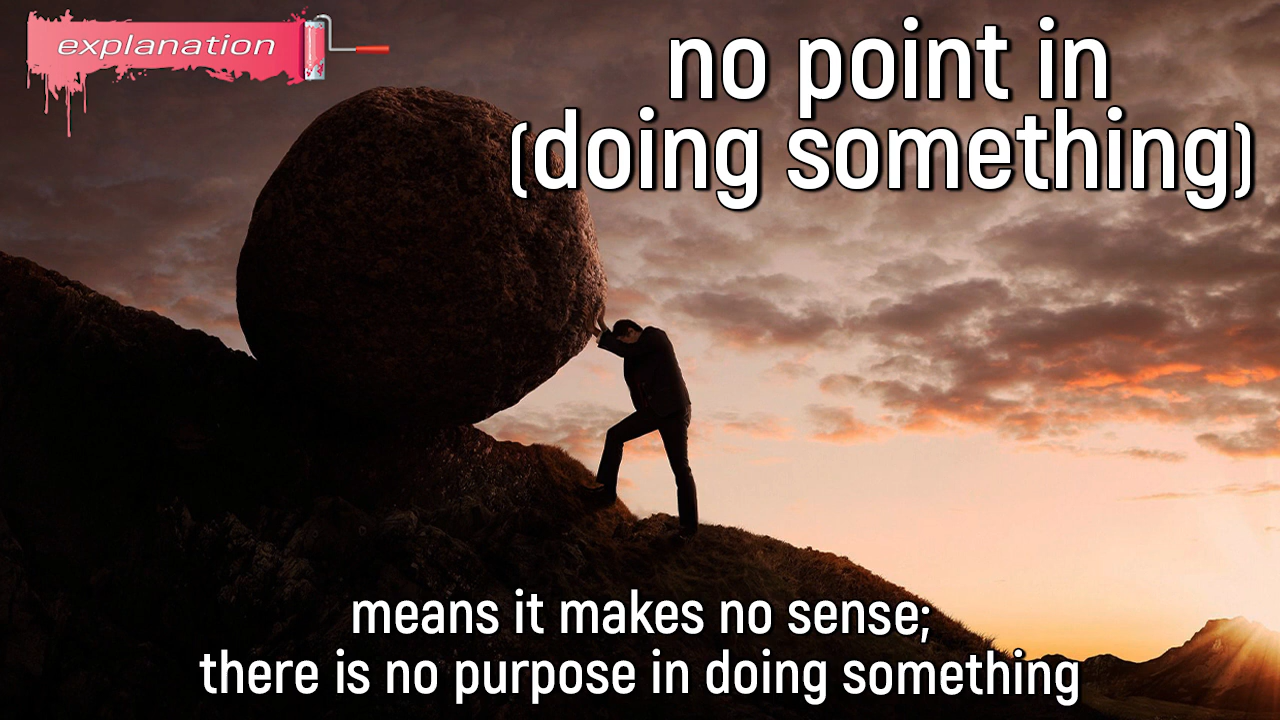 explanation
no point in
(doing something)
means it makes no sense;
there is no purpose in doing something